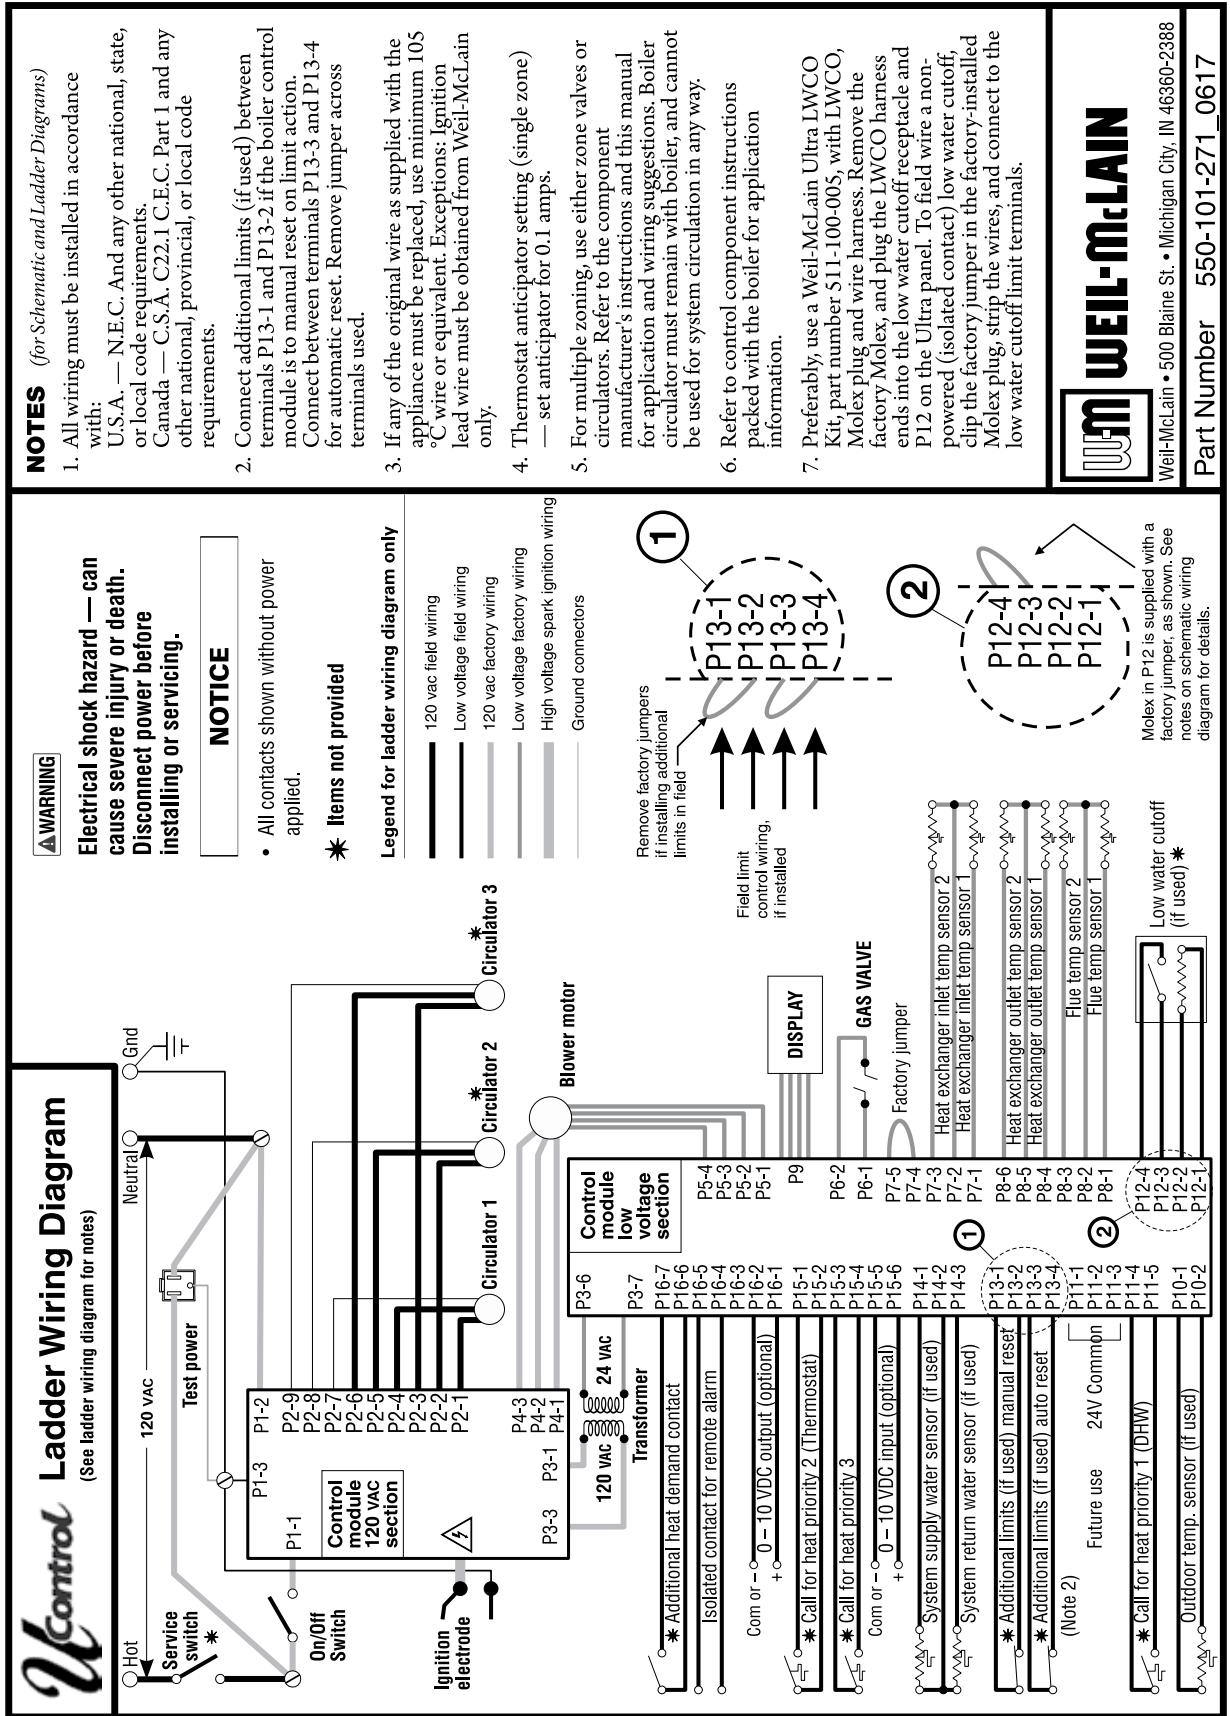 UControl Ladder Wiring Diagram
(See ladder wiring diagram for notes)
Hot
120 VAC
Neutral
Gnd
Service
switch
Test power
On/Off
Switch
P1-1
P1-3
P1-2
P2-9
P2-8
P2-7
P2-6
P2-5
P2-4
P2-3
P2-2
P2-1
Control
module
120 VAC
section
P4-3
P4-2
P4-1
P3-3
P3-1
Ignition
electrode
Circulator 1
Circulator 2
Circulator 3
Blower motor
120 VAC
24 VAC
Transformer
Control
module
low
voltage
section
P3-6
P3-7
P16-7
P16-6
P16-5
P16-4
P16-3
P16-2
P16-1
P15-1
P15-2
P15-3
P15-4
P15-5
P15-6
P14-1
P14-2
P14-3
P13-1
P13-2
P13-3
P13-4
P11-1
P11-2
P11-3
P11-4
P11-5
P10-1
P10-2
P5-4
P5-3
P5-2
P5-1
P9
P6-2
P6-1
P7-5
P7-4
P7-3
P7-2
P7-1
P8-6
P8-5
P8-4
P8-3
P8-2
P8-1
P12-4
P12-3
P12-2
P12-1
1
2
Additional heat demand contact
Isolated contact for remote alarm
Com or –
0 – 10 VDC output (optional)
+
Call for heat priority 2 (Thermostat)
Call for heat priority 3
Com or –
0 – 10 VDC input (optional)
+
System supply water sensor (if used)
System return water sensor (if used)
Additional limits (if used) manual reset
Additional limits (if used) auto reset
(Note 2)
Future use
24V Common
Call for heat priority 1 (DHW)
Outdoor temp. sensor (if used)
DISPLAY
GAS VALVE
Factory jumper
Heat exchanger inlet temp sensor 2
Heat exchanger inlet temp sensor 1
Heat exchanger outlet temp sensor 2
Heat exchanger outlet temp sensor 1
Flue temp sensor 2
Flue temp sensor 1
Low water cutoff
(if used)
WARNING
Electrical shock hazard — can
cause severe injury or death.
Disconnect power before
installing or servicing.
NOTICE
• All contacts shown without power
applied.
Items not provided
Legend for ladder wiring diagram only
120 vac field wiring
Low voltage field wiring
120 vac factory wiring
Low voltage factory wiring
High voltage spark ignition wiring
Ground connectors
Remove factory jumpers
if installing additional
limits in field
Field limit
control wiring,
if installed
1
P13-1
P13-2
P13-3
P13-4
2
P12-4
P12-3
P12-2
P12-1
Molex in P12 is supplied with a
factory jumper, as shown. See
notes on schematic wiring
diagram for details.
NOTES (for Schematic and Ladder Diagrams)
1. All wiring must be installed in accordance
with:
U.S.A. — N.E.C. And any other national, state,
or local code requirements.
Canada — C.S.A. C22.1 C.E.C. Part 1 and any
other national, provincial, or local code
requirements.
2. Connect additional limits (if used) between
terminals P13-1 and P13-2 if the boiler control
module is to manual reset on limit action.
Connect between terminals P13-3 and P13-4
for automatic reset. Remove jumper across
terminals used.
3. If any of the original wire as supplied with the
appliance must be replaced, use minimum 105
°C wire or equivalent. Exceptions: Ignition
lead wire must be obtained from Weil-McLain
only.
4. Thermostat anticipator setting (single zone)
— set anticipator for 0.1 amps.
5. For multiple zoning, use either zone valves or
circulators. Refer to the component
manufacturer's instructions and this manual
for application and wiring suggestions. Boiler
circulator must remain with boiler, and cannot
be used for system circulation in any way.
6. Refer to control component instructions
packed with the boiler for application
information.
7. Preferably, use a Weil-McLain Ultra LWCO
Kit, part number 511-100-005, with LWCO,
Molex plug and wire harness. Remove the
factory Molex, and plug the LWCO harness
ends into the low water cutoff receptacle and
P12 on the Ultra panel. To field wire a non-
powered (isolated contact) low water cutoff,
clip the factory jumper in the factory-installed
Molex plug, strip the wires, and connect to the
low water cutoff limit terminals.
WM WEIL-McLAIN
Weil-McLain • 500 Blaine St. • Michigan City, IN 46360-2388
Part Number 550-101-271_0617